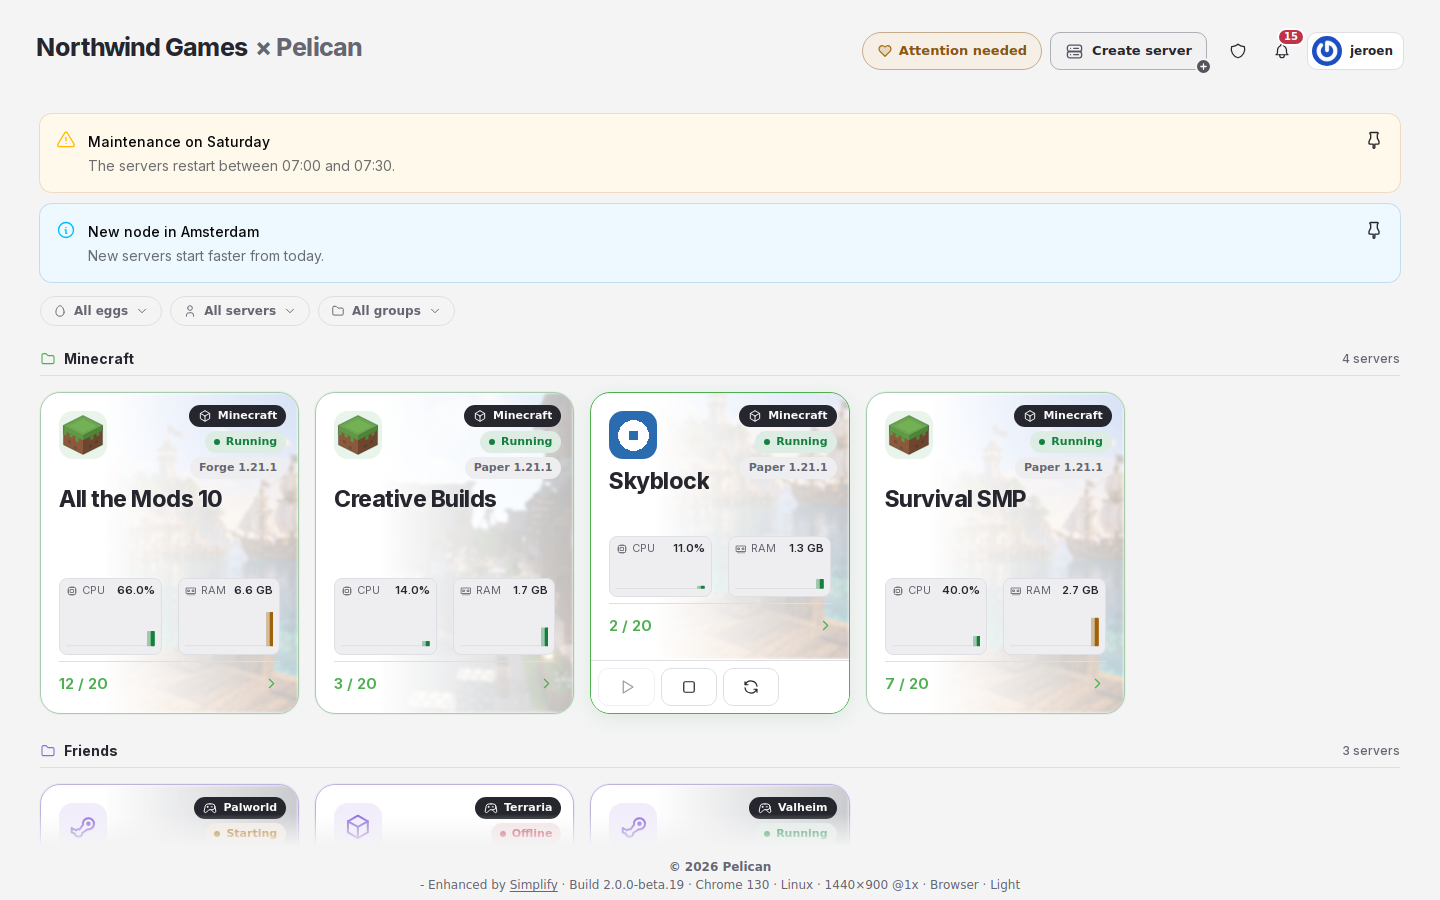 Northwind Games × Pelican
Attention needed
Create server
15
jeroen
Maintenance on Saturday
The servers restart between 07:00 and 07:30.
New node in Amsterdam
New servers start faster from today.
All eggs
All servers
All groups
Minecraft
4 servers
Minecraft
Running
Forge 1.21.1
All the Mods 10
CPU 66.0%
RAM 6.6 GB
12 / 20
Minecraft
Running
Paper 1.21.1
Creative Builds
CPU 14.0%
RAM 1.7 GB
3 / 20
Minecraft
Running
Paper 1.21.1
Skyblock
CPU 11.0%
RAM 1.3 GB
2 / 20
Minecraft
Running
Paper 1.21.1
Survival SMP
CPU 40.0%
RAM 2.7 GB
7 / 20
Friends
3 servers
Palworld
Starting
Terraria
Offline
Valheim
Running
© 2026 Pelican
- Enhanced by Simplify · Build 2.0.0-beta.19 · Chrome 130 · Linux · 1440×900 @1x · Browser · Light